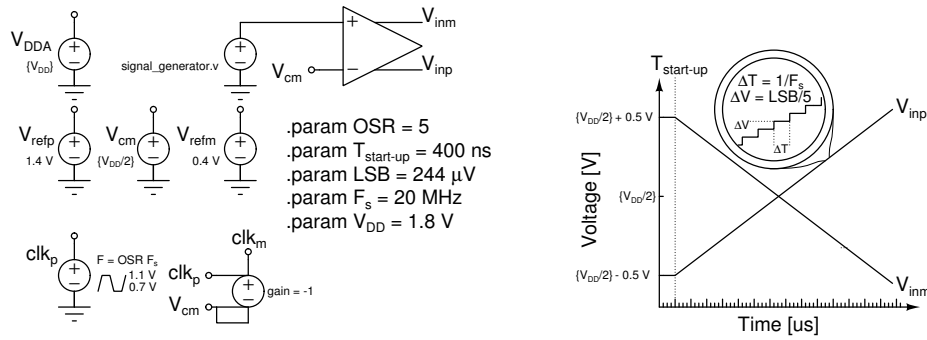 V_DDA
{V_DD}
signal_generator.v
V_cm
V_inm
V_inp
V_refp
1.4 V
V_cm
{V_DD/2}
V_refm
0.4 V
.param OSR = 5
.param T_start-up = 400 ns
.param LSB = 244 μV
.param F_s = 20 MHz
.param V_DD = 1.8 V
clk_p
F = OSR F_s
1.1 V
0.7 V
clk_m
clk_p
V_cm
gain = -1
T_start-up
ΔT = 1/F_s
ΔV = LSB/5
ΔV
ΔT
Voltage [V]
{V_DD/2} + 0.5 V
{V_DD/2}
{V_DD/2} - 0.5 V
V_inp
V_inm
Time [us]